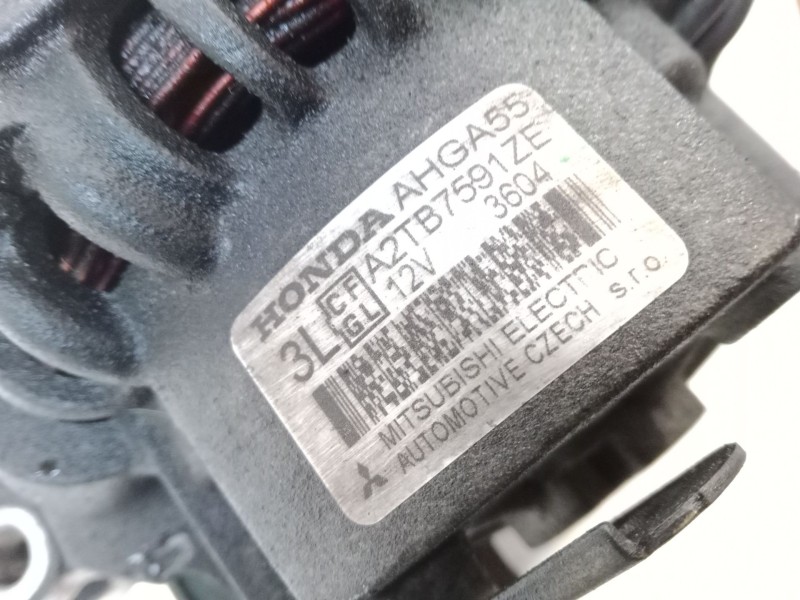 HONDA AHGA55
3L CF GL A2TB7591ZE
12V 3604
MITSUBISHI ELECTRIC
AUTOMOTIVE CZECH s.r.o.